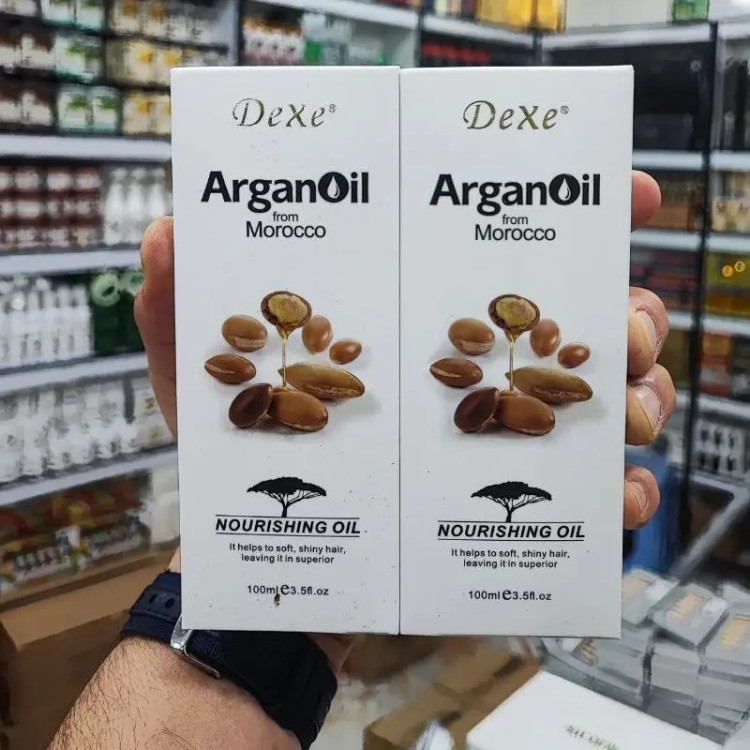 DeXe®
ArganOil
from
Morocco
NOURISHING OIL
It helps to soft, shiny hair,
leaving it in superior
100ml e 3.5fl.oz
DeXe®
ArganOil
from
Morocco
NOURISHING OIL
It helps to soft, shiny hair,
leaving it in superior
100ml e 3.5fl.oz